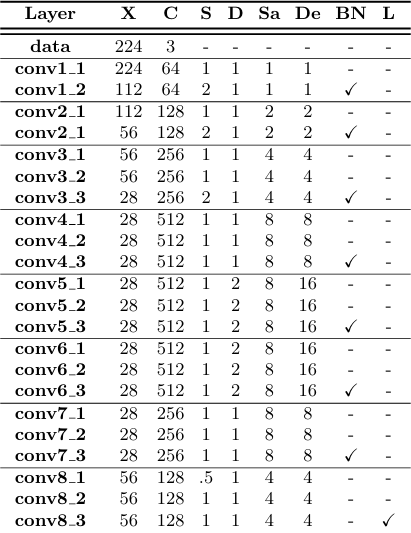 Layer X C S D Sa De BN L
data 224 3 - - - - - -
conv1_1 224 64 1 1 1 1 - -
conv1_2 112 64 2 1 1 1 ✓ -
conv2_1 112 128 1 1 2 2 - -
conv2_1 56 128 2 1 2 2 ✓ -
conv3_1 56 256 1 1 4 4 - -
conv3_2 56 256 1 1 4 4 - -
conv3_3 28 256 2 1 4 4 ✓ -
conv4_1 28 512 1 1 8 8 - -
conv4_2 28 512 1 1 8 8 - -
conv4_3 28 512 1 1 8 8 ✓ -
conv5_1 28 512 1 2 8 16 - -
conv5_2 28 512 1 2 8 16 - -
conv5_3 28 512 1 2 8 16 ✓ -
conv6_1 28 512 1 2 8 16 - -
conv6_2 28 512 1 2 8 16 - -
conv6_3 28 512 1 2 8 16 ✓ -
conv7_1 28 256 1 1 8 8 - -
conv7_2 28 256 1 1 8 8 - -
conv7_3 28 256 1 1 8 8 ✓ -
conv8_1 56 128 .5 1 4 4 - -
conv8_2 56 128 1 1 4 4 - -
conv8_3 56 128 1 1 4 4 - ✓